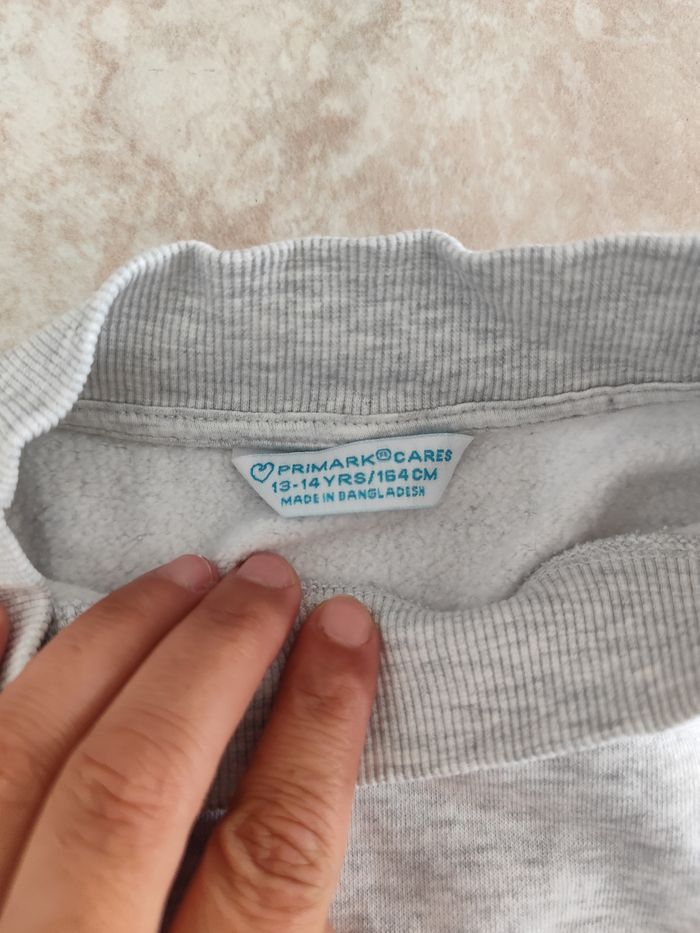 PRIMARK® CARES
13-14 YRS/164 CM
MADE IN BANGLADESH